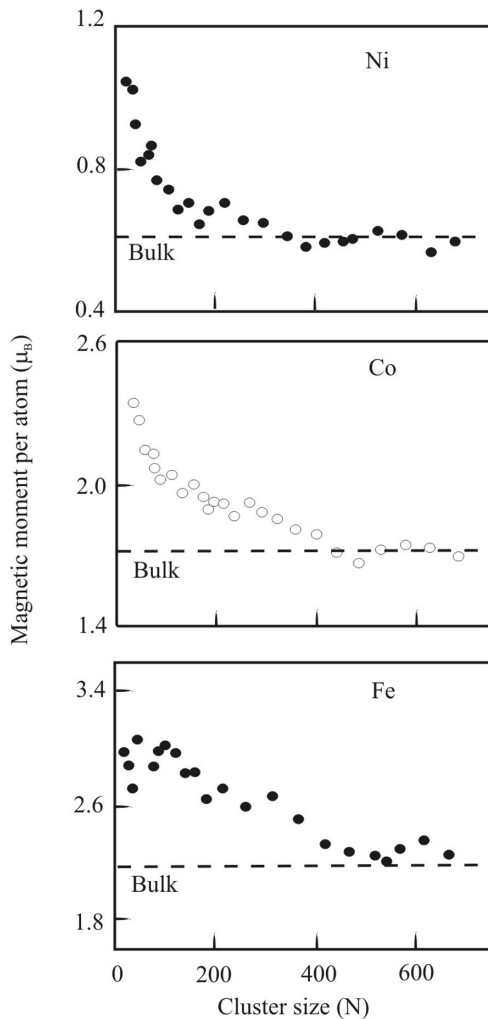 1.2
Ni
0.8
Bulk
0.4
Magnetic moment per atom (μB)
2.6
Co
2.0
Bulk
1.4
3.4
Fe
2.6
Bulk
1.8
0 200 400 600
Cluster size (N)